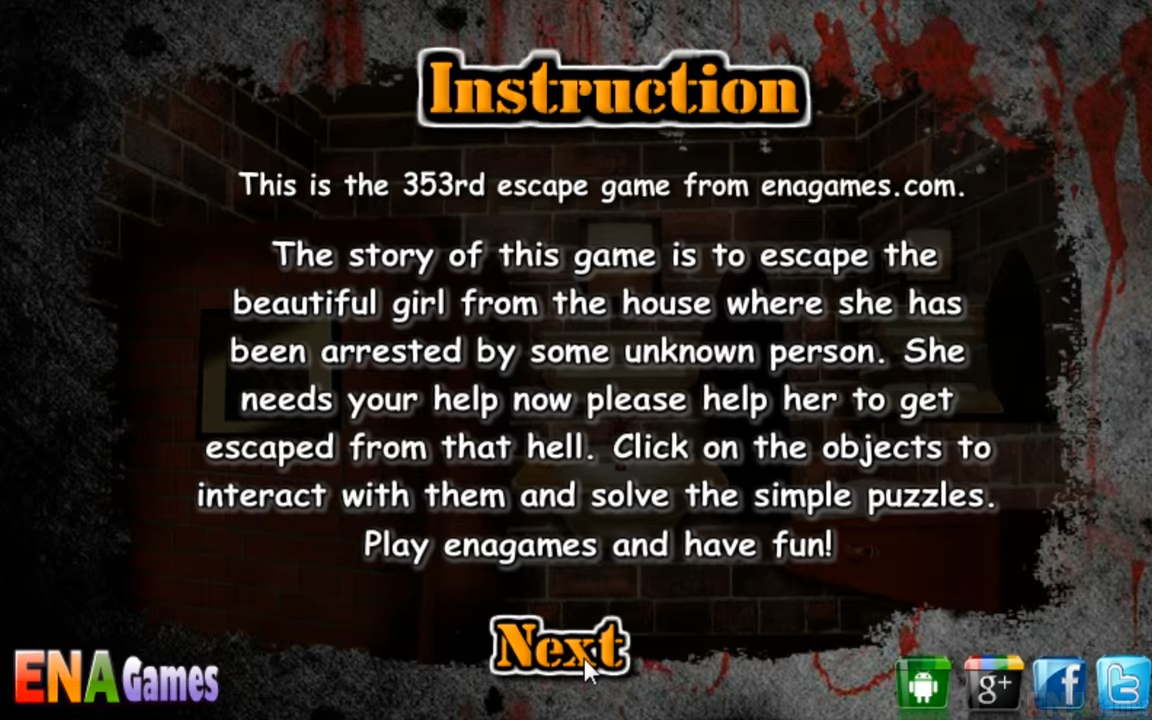 Instruction
This is the 353rd escape game from enagames.com.
The story of this game is to escape the
beautiful girl from the house where she has
been arrested by some unknown person. She
needs your help now please help her to get
escaped from that hell. Click on the objects to
interact with them and solve the simple puzzles.
Play enagames and have fun!
Next
ENA Games
g+
f
t